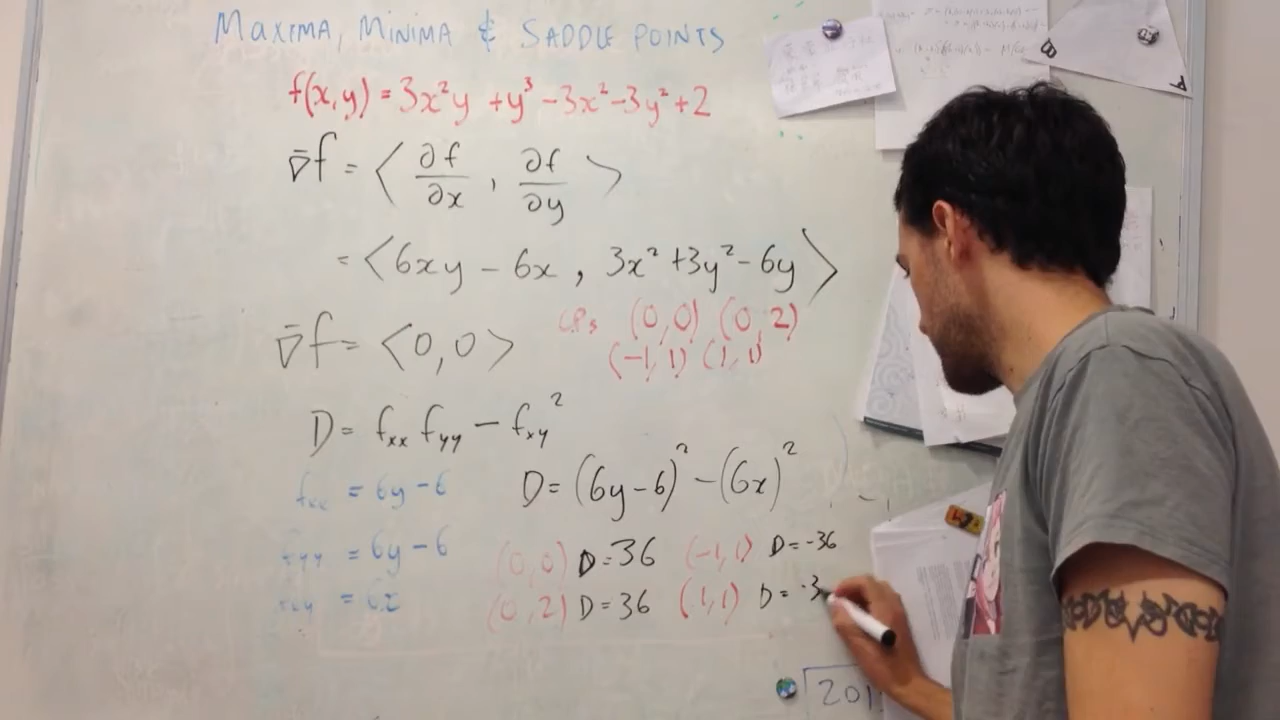 MAXIMA, MINIMA & SADDLE POINTS
f(x,y) = 3x²y + y³ - 3x² - 3y² + 2
∇̄f = ⟨ ∂f/∂x , ∂f/∂y ⟩
= ⟨6xy - 6x , 3x² + 3y² - 6y⟩
CPs (0,0) (0,2)
(-1,1) (1,1)
∇̄f = ⟨0,0⟩
D = fxx fyy - fxy²
fxx = 6y - 6
D = (6y-6)² - (6x)²
fyy = 6y - 6
fxy = 6x
(0,0) D = 36 (-1,1) D = -36
(0,2) D = 36 (1,1) D = -3
201